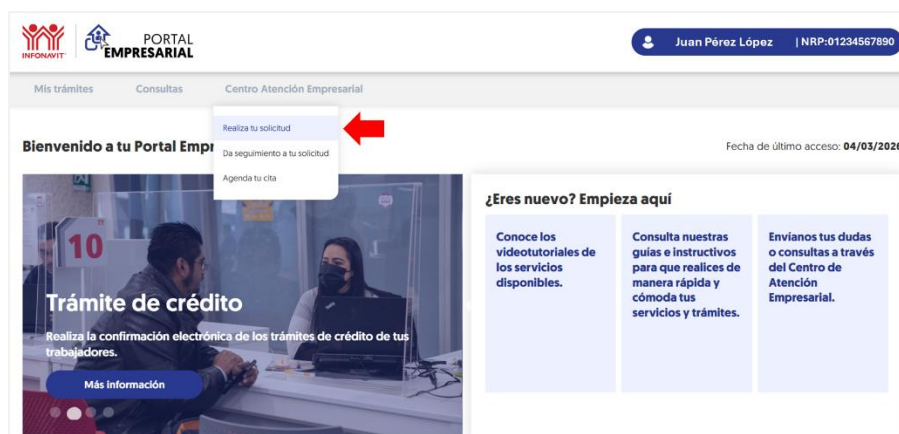 INFONAVIT
PORTAL
EMPRESARIAL
Juan Pérez López | NRP:01234567890
Mis trámites Consultas Centro Atención Empresarial
Realiza tu solicitud
Da seguimiento a tu solicitud
Agenda tu cita
Bienvenido a tu Portal Empr
Fecha de último acceso: 04/03/2026
10
Trámite de crédito
Realiza la confirmación electrónica de los trámites de crédito de tus
trabajadores.
Más información
¿Eres nuevo? Empieza aquí
Conoce los
videotutoriales de
los servicios
disponibles.
Consulta nuestras
guías e instructivos
para que realices de
manera rápida y
cómoda tus
servicios y trámites.
Envíanos tus dudas
o consultas a través
del Centro de
Atención
Empresarial.